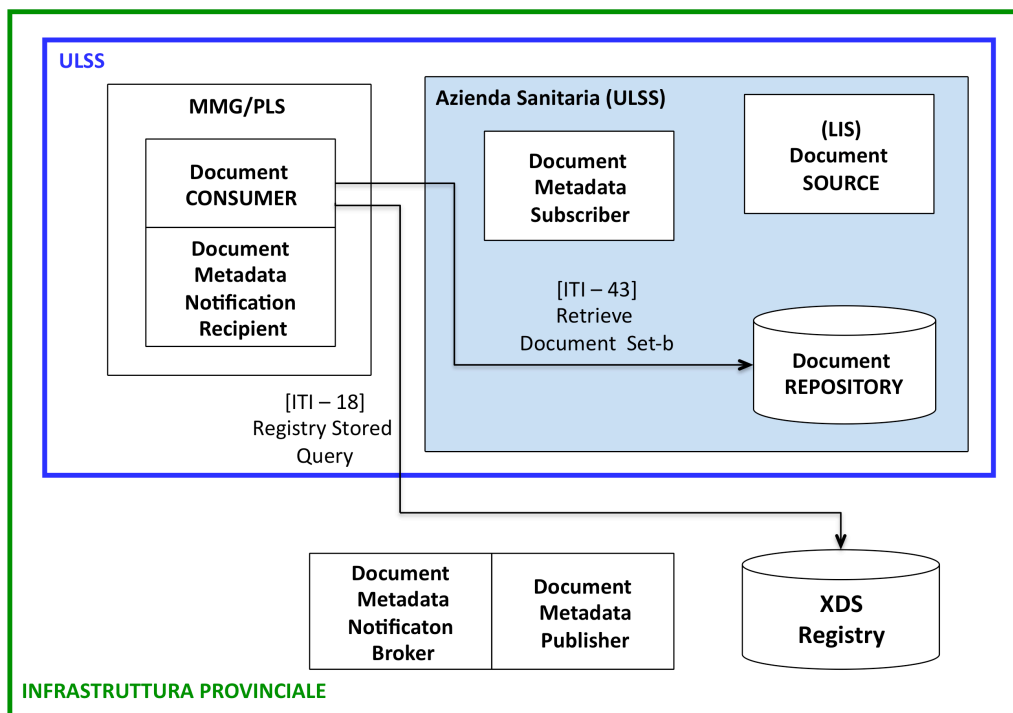 ULSS
MMG/PLS
Document
CONSUMER
Document
Metadata
Notification
Recipient
Azienda Sanitaria (ULSS)
Document
Metadata
Subscriber
(LIS)
Document
SOURCE
[ITI – 43]
Retrieve
Document Set-b
Document
REPOSITORY
[ITI – 18]
Registry Stored
Query
Document
Metadata
Notificaton
Broker
Document
Metadata
Publisher
XDS
Registry
INFRASTRUTTURA PROVINCIALE